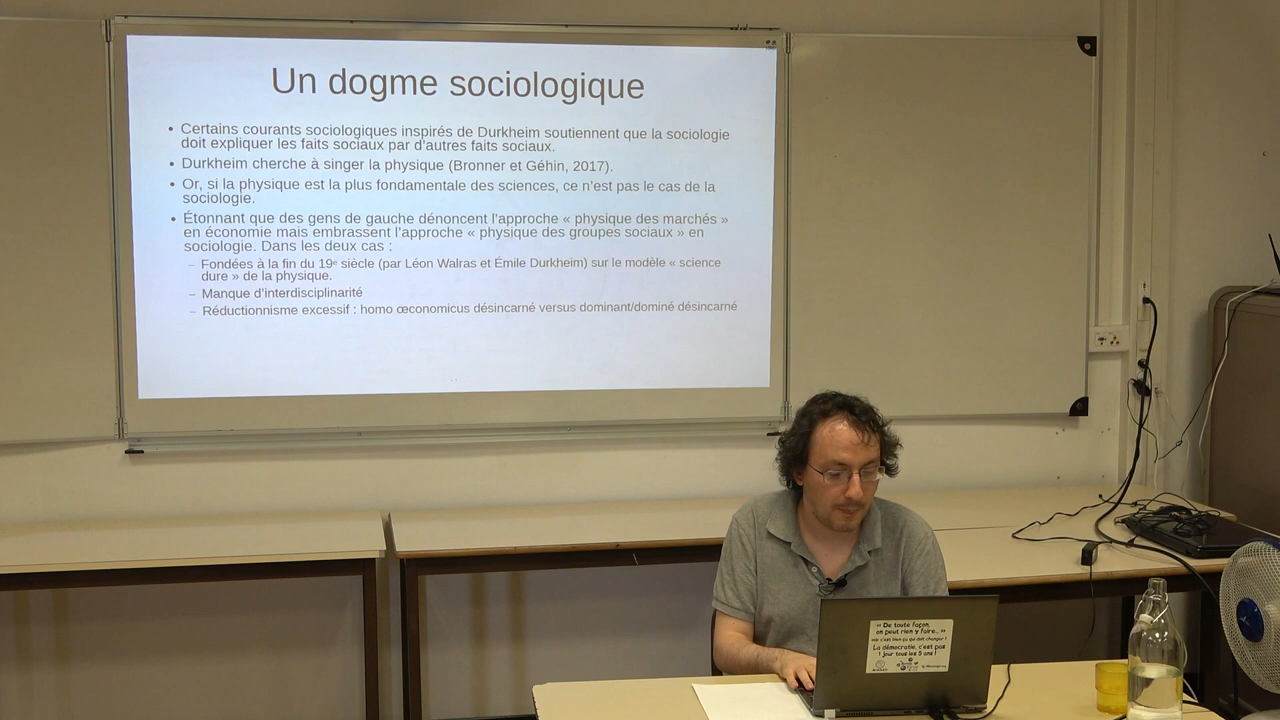 Un dogme sociologique
• Certains courants sociologiques inspirés de Durkheim soutiennent que la sociologie
doit expliquer les faits sociaux par d'autres faits sociaux.
• Durkheim cherche à singer la physique (Bronner et Géhin, 2017).
• Or, si la physique est la plus fondamentale des sciences, ce n'est pas le cas de la
sociologie.
• Étonnant que des gens de gauche dénoncent l'approche « physique des marchés »
en économie mais embrassent l'approche « physique des groupes sociaux » en
sociologie. Dans les deux cas :
– Fondées à la fin du 19e siècle (par Léon Walras et Émile Durkheim) sur le modèle « science
dure » de la physique.
– Manque d'interdisciplinarité
– Réductionnisme excessif : homo œconomicus désincarné versus dominant/dominé désincarné
« De toute façon,
on peut rien y faire... »
La démocratie, c'est pas
1 jour tous les 5 ans !